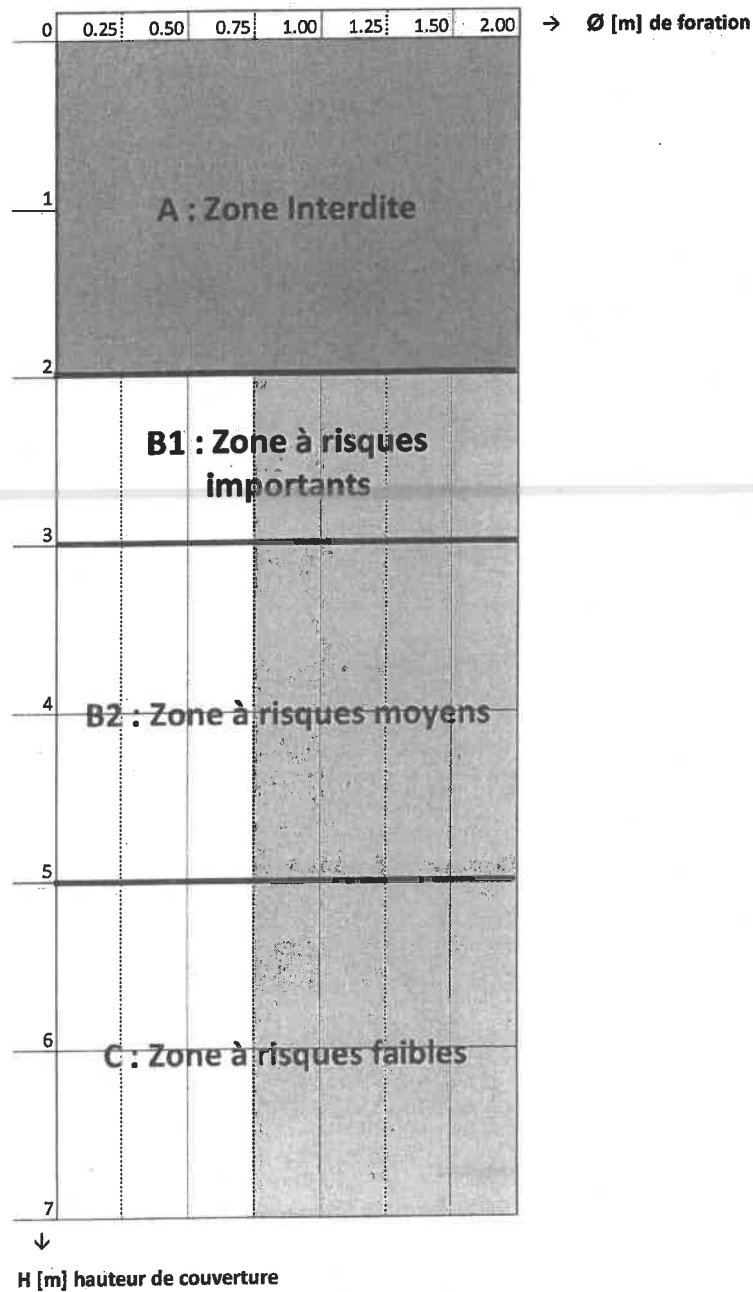 0 0.25 0.50 0.75 1.00 1.25 1.50 2.00 → Ø [m] de foration
1
A : Zone Interdite
2
B1 : Zone à risques
importants
3
4
B2 : Zone à risques moyens
5
6
C : Zone à risques faibles
7
↓
H [m] hauteur de couverture